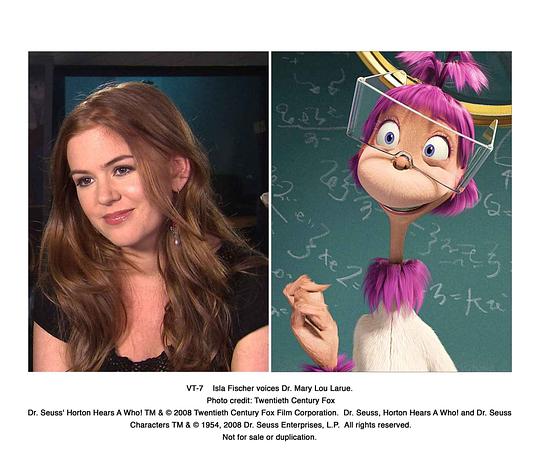 VT-7 Isla Fischer voices Dr. Mary Lou Larue.
Photo credit: Twentieth Century Fox
Dr. Seuss' Horton Hears A Who! TM & © 2008 Twentieth Century Fox Film Corporation. Dr. Seuss, Horton Hears A Who! and Dr. Seuss
Characters TM & © 1954, 2008 Dr. Seuss Enterprises, L.P. All rights reserved.
Not for sale or duplication.